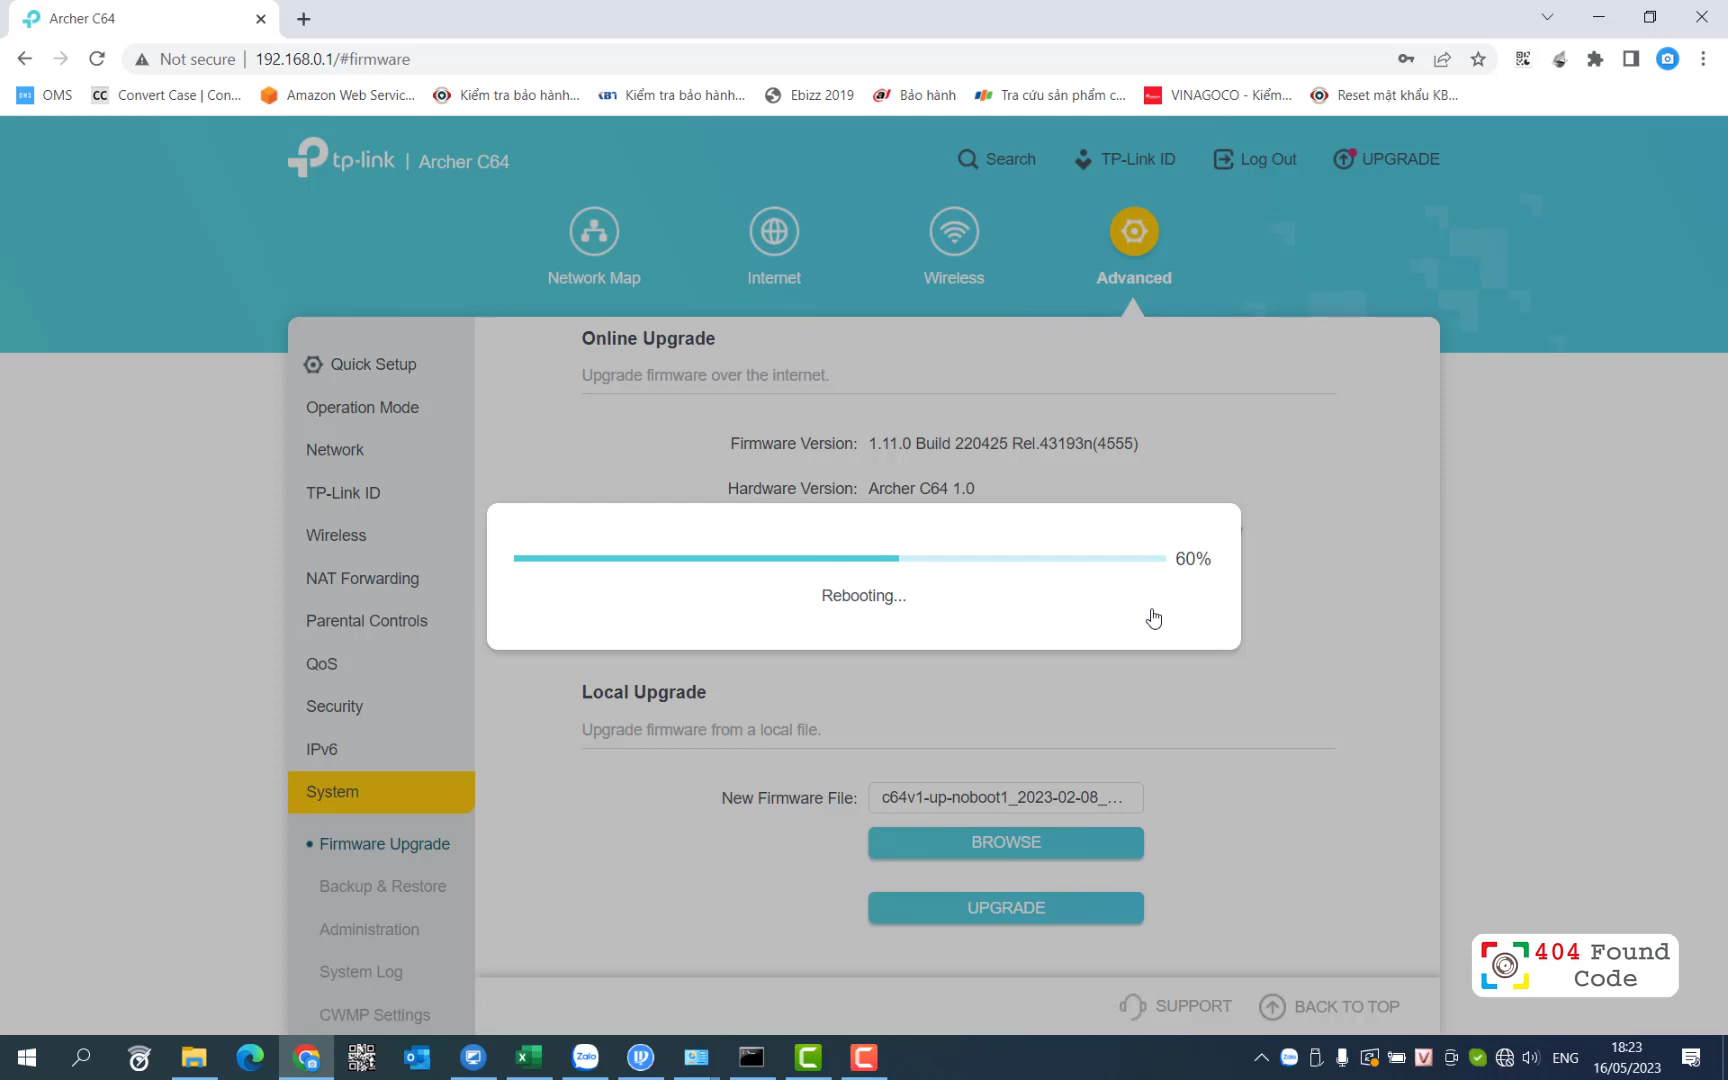 Archer C64
Not secure
192.168.0.1/#firmware
OMS
CC
Convert Case | Con...
Amazon Web Servic...
Kiểm tra bảo hành...
Kiểm tra bảo hành...
Ebizz 2019
Bảo hành
Tra cứu sản phẩm c...
VINAGOCO - Kiểm...
Reset mật khẩu KB...
tp-link | Archer C64
Search
TP-Link ID
Log Out
UPGRADE
Network Map
Internet
Wireless
Advanced
Quick Setup
Operation Mode
Network
TP-Link ID
Wireless
NAT Forwarding
Parental Controls
QoS
Security
IPv6
System
Firmware Upgrade
Backup & Restore
Administration
System Log
CWMP Settings
Online Upgrade
Upgrade firmware over the internet.
Firmware Version: 1.11.0 Build 220425 Rel.43193n(4555)
Hardware Version: Archer C64 1.0
60%
Rebooting...
Local Upgrade
Upgrade firmware from a local file.
New Firmware File: c64v1-up-noboot1_2023-02-08_...
BROWSE
UPGRADE
SUPPORT
BACK TO TOP
404 Found
Code
Zalo
ENG
18:23
16/05/2023